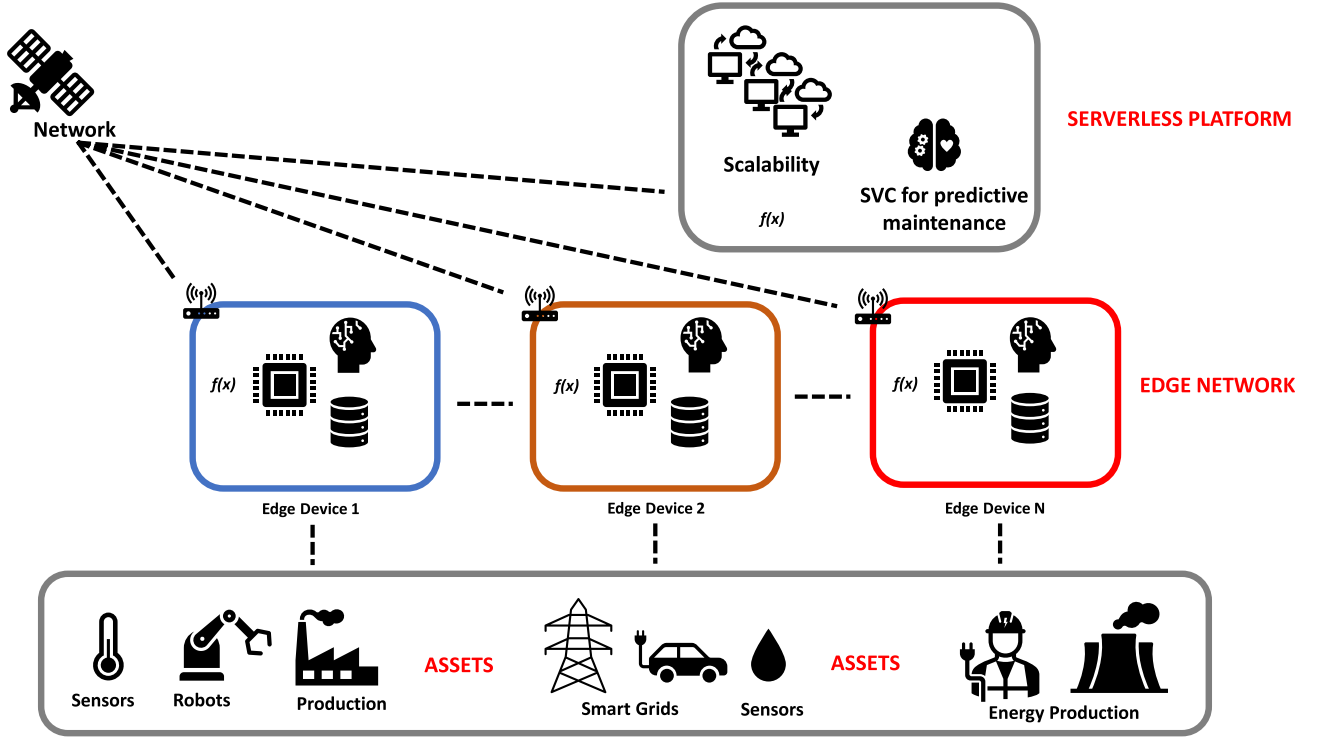 Network
Scalability
SVC for predictive
maintenance
f(x)
SERVERLESS PLATFORM
f(x)
f(x)
f(x)
EDGE NETWORK
Edge Device 1
Edge Device 2
Edge Device N
Sensors
Robots
Production
ASSETS
Smart Grids
Sensors
ASSETS
Energy Production